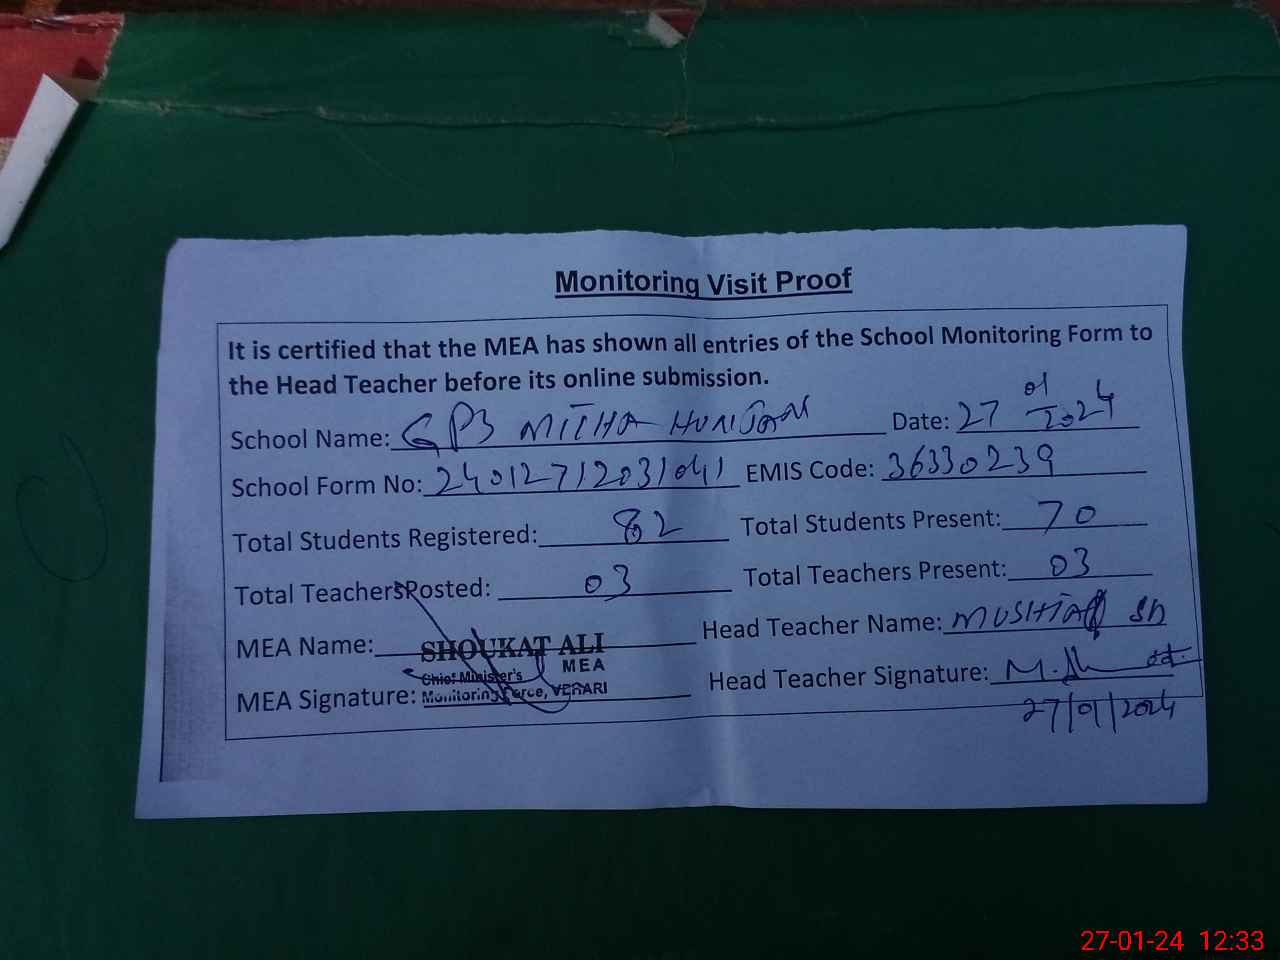 Monitoring Visit Proof
It is certified that the MEA has shown all entries of the School Monitoring Form to
the Head Teacher before its online submission.
School Name: GPS MITHA HUNJAN Date: 27 01 2024
School Form No: 24012712031041 EMIS Code: 36330239
Total Students Registered: 82 Total Students Present: 70
Total Teachers Posted: 03 Total Teachers Present: 03
MEA Name: SHOUKAT ALI Head Teacher Name: MUSHTAQ
MEA
Chief Minister's
MEA Signature: Monitoring Force, VEHARI Head Teacher Signature:
27/01/2024
27-01-24 12:33